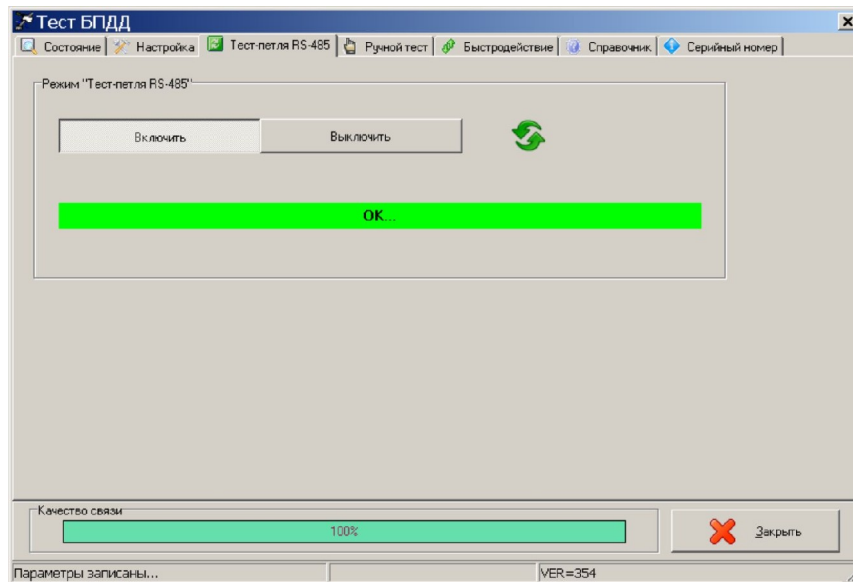 Тест БПДД
Состояние Настройка Тест-петля RS-485 Ручной тест Быстродействие Справочник Серийный номер
Режим "Тест-петля RS-485"
Включить Выключить
OK...
Качество связи
100%
Закрыть
Параметры записаны... VER=354